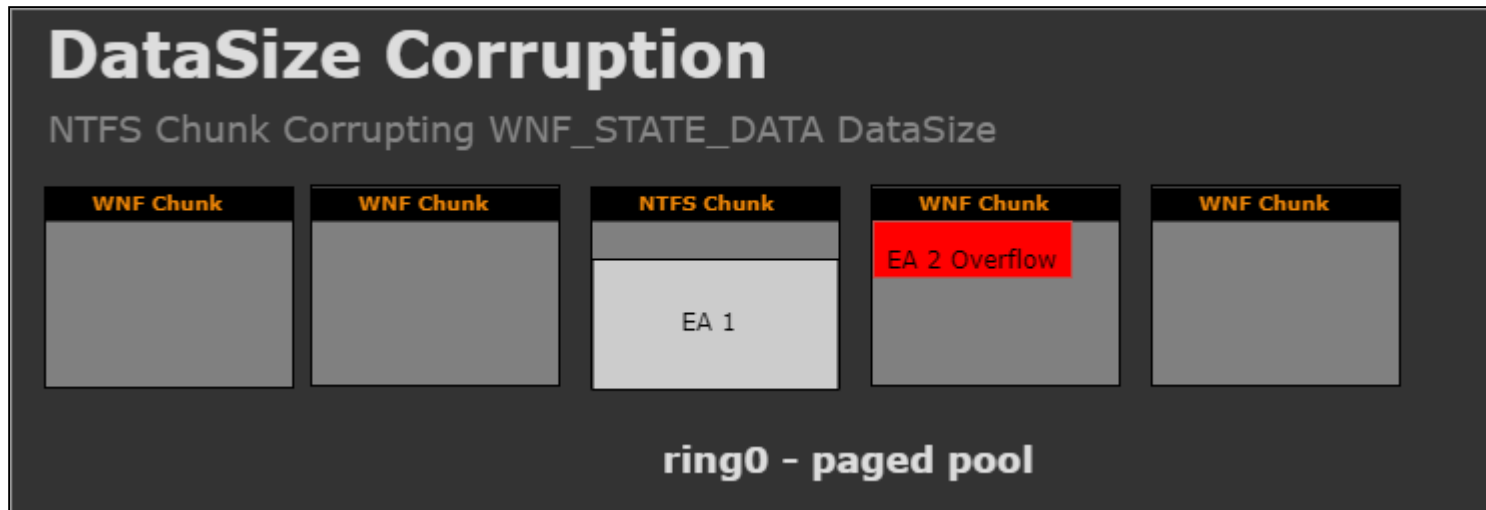 DataSize Corruption
NTFS Chunk Corrupting WNF_STATE_DATA DataSize
WNF Chunk
WNF Chunk
NTFS Chunk
WNF Chunk
WNF Chunk
EA 2 Overflow
EA 1
ring0 - paged pool